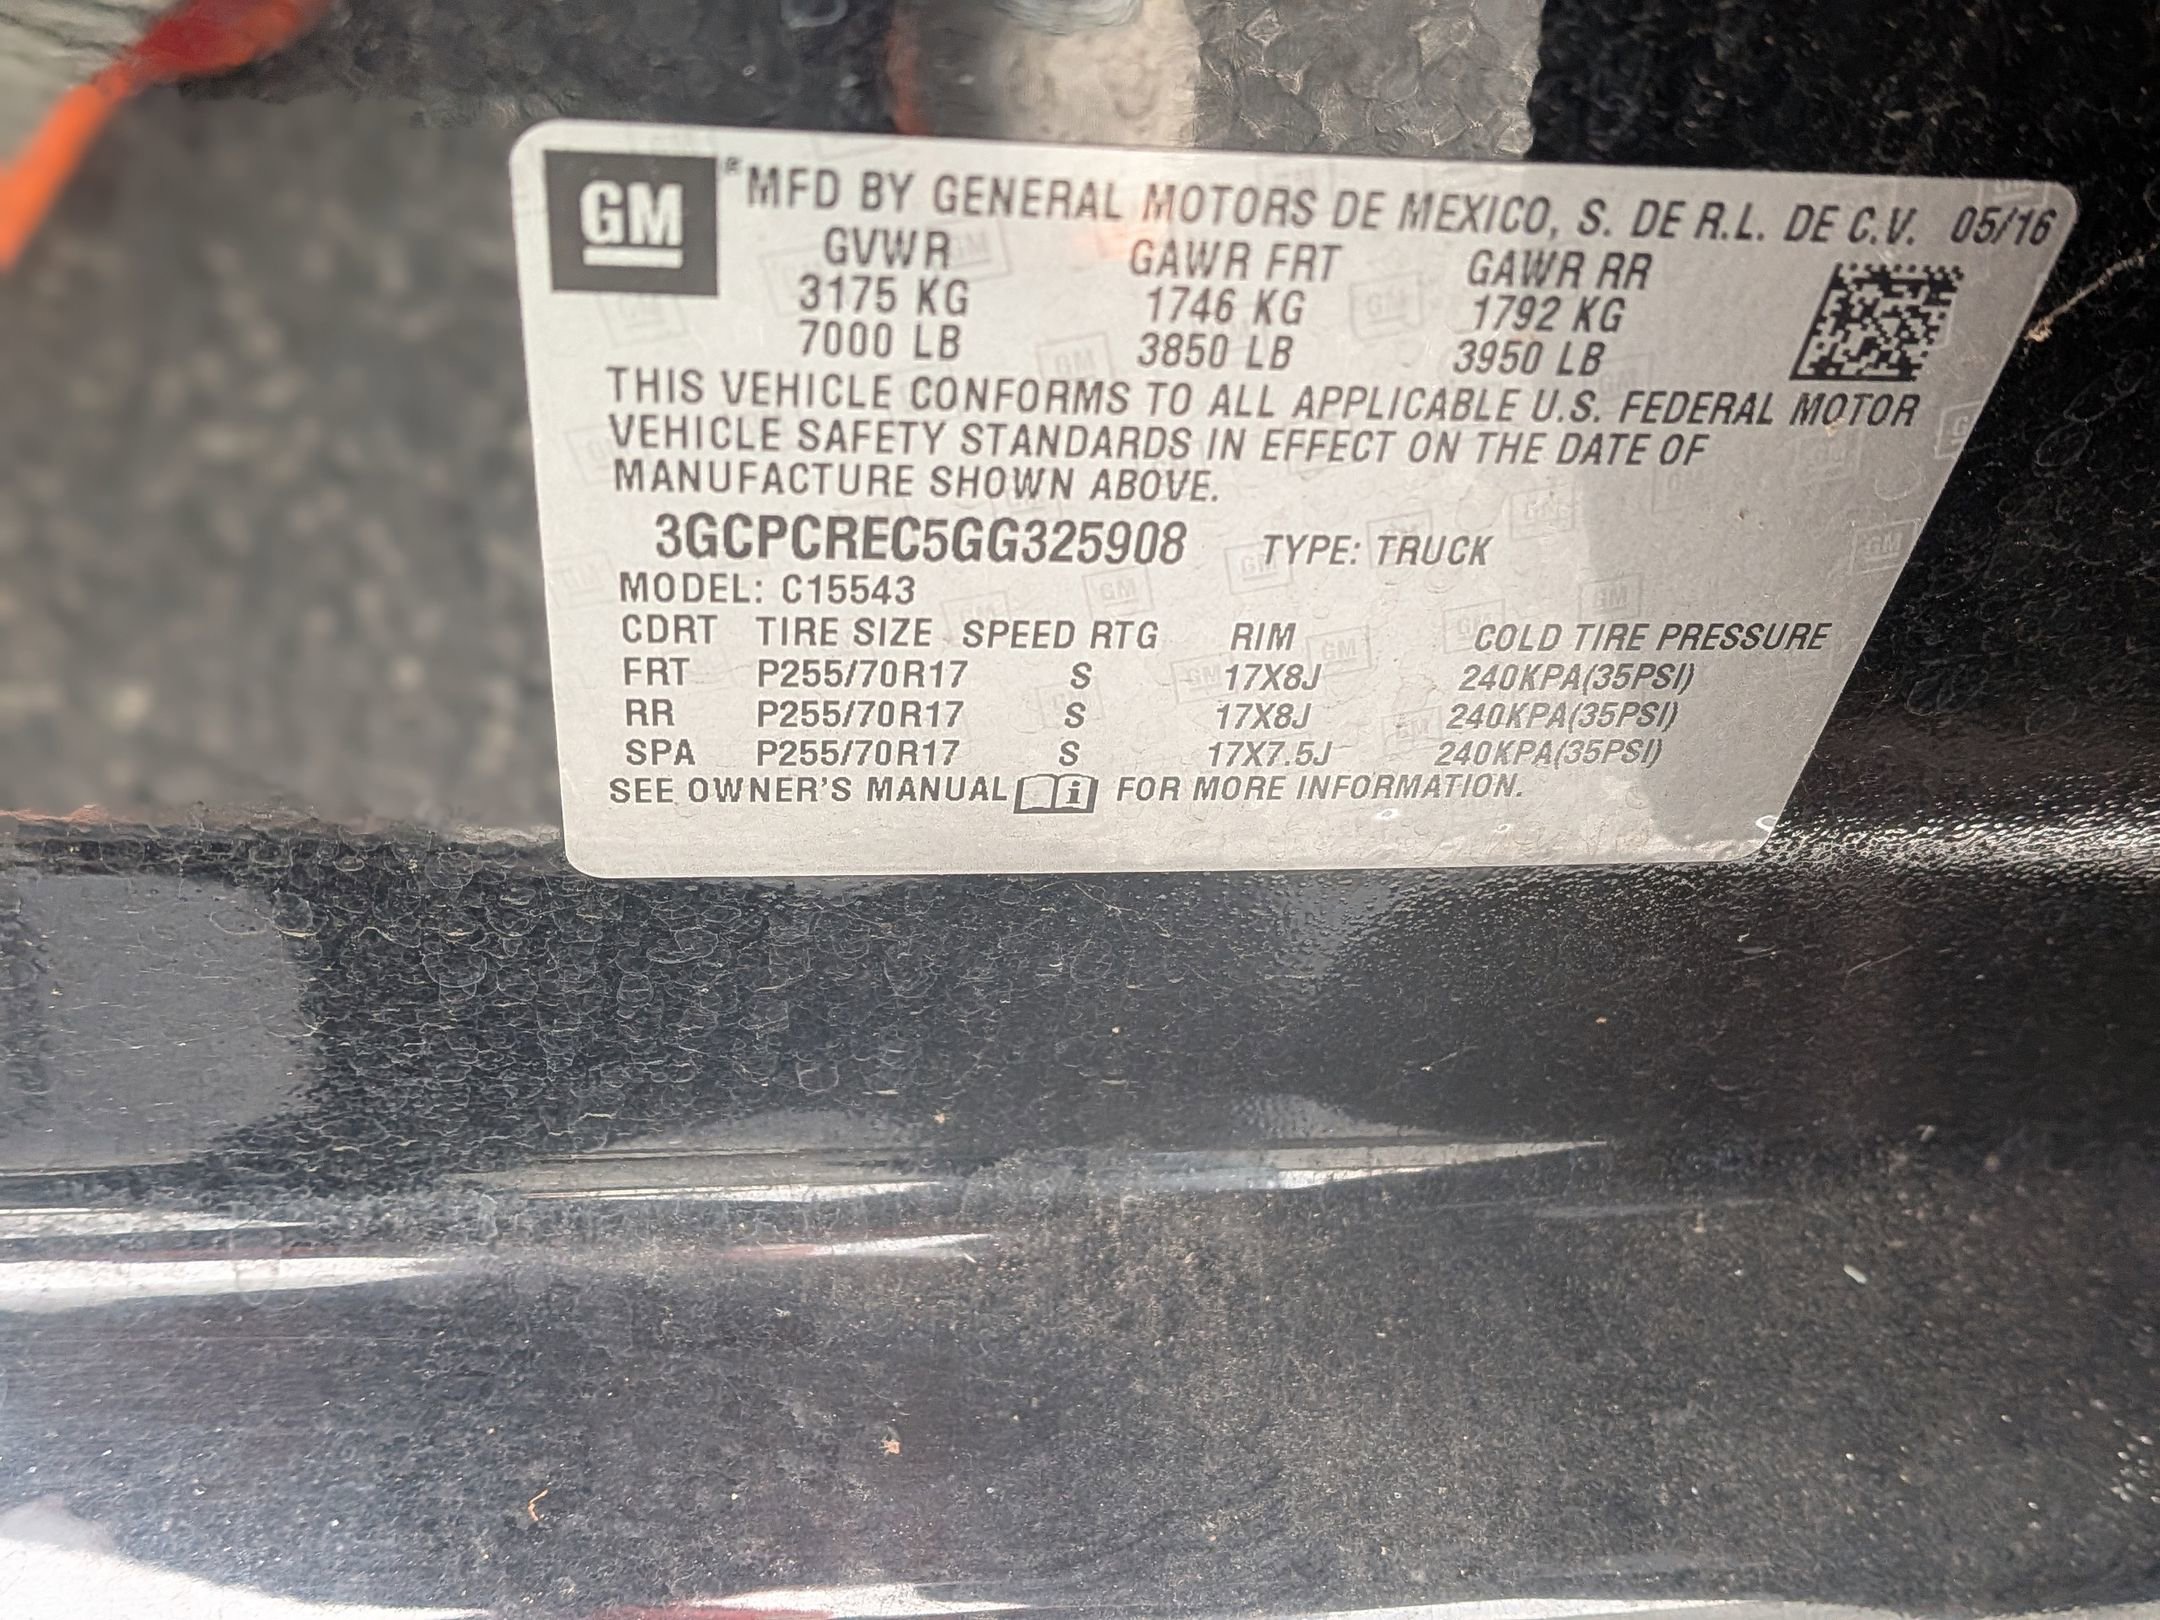 GM ® MFD BY GENERAL MOTORS DE MEXICO, S. DE R.L. DE C.V. 05/16
GVWR GAWR FRT GAWR RR
3175 KG 1746 KG 1792 KG
7000 LB 3850 LB 3950 LB
THIS VEHICLE CONFORMS TO ALL APPLICABLE U.S. FEDERAL MOTOR
VEHICLE SAFETY STANDARDS IN EFFECT ON THE DATE OF
MANUFACTURE SHOWN ABOVE.
3GCPCREC5GG325908 TYPE: TRUCK
MODEL: C15543
CDRT TIRE SIZE SPEED RTG RIM COLD TIRE PRESSURE
FRT P255/70R17 S 17X8J 240KPA(35PSI)
RR P255/70R17 S 17X8J 240KPA(35PSI)
SPA P255/70R17 S 17X7.5J 240KPA(35PSI)
SEE OWNER'S MANUAL i FOR MORE INFORMATION.